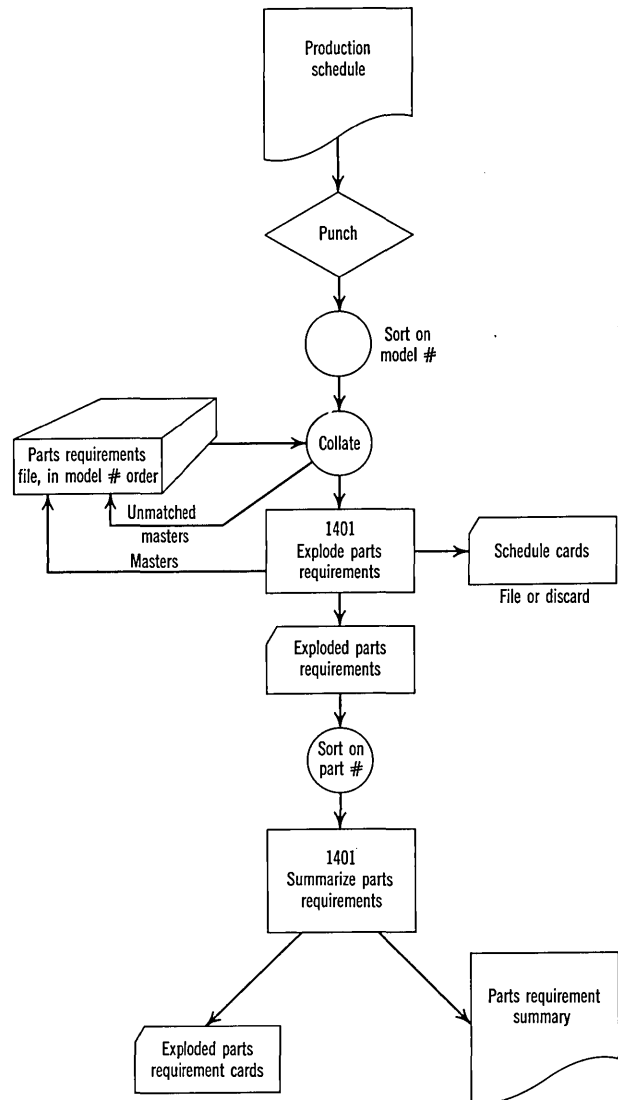 Production
schedule
Punch
Sort on
model #
Collate
Parts requirements
file, in model # order
Unmatched
masters
Masters
1401
Explode parts
requirements
Schedule cards
File or discard
Exploded parts
requirements
Sort on
part #
1401
Summarize parts
requirements
Exploded parts
requirement cards
Parts requirement
summary